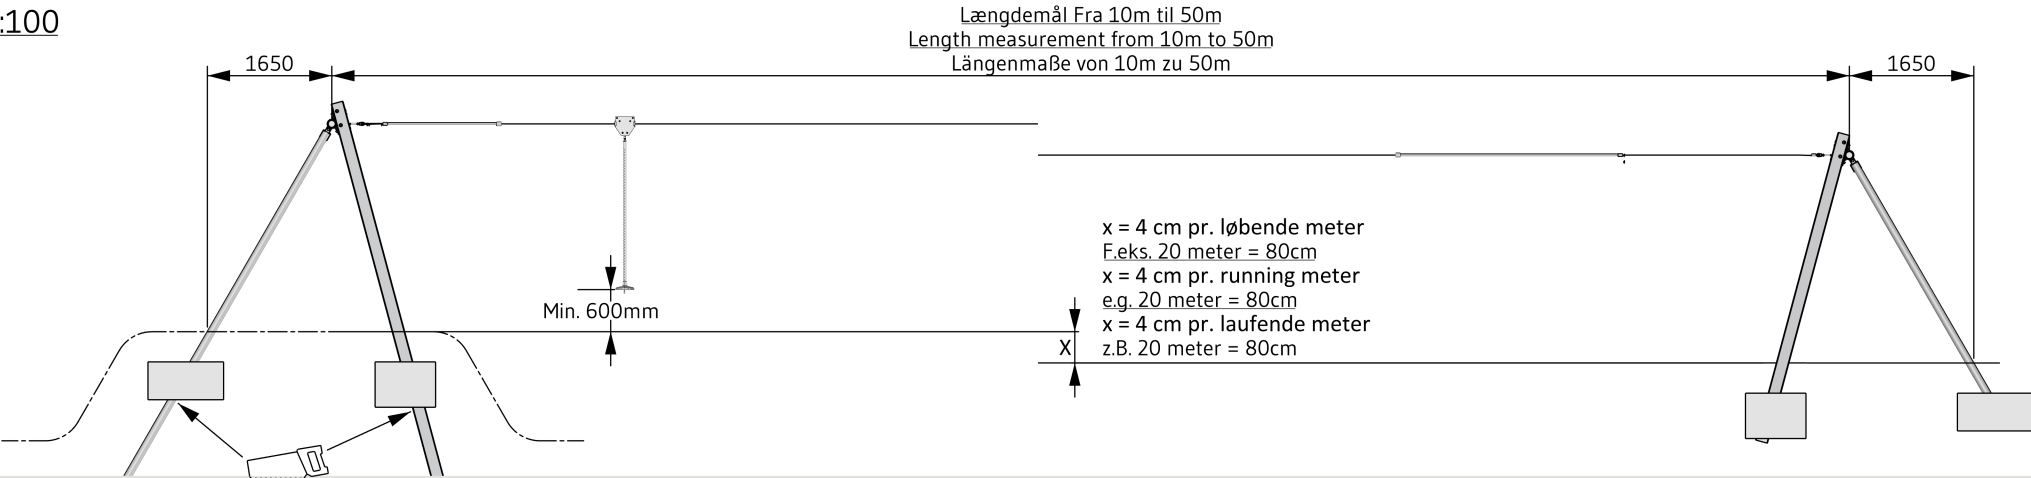 :100
Længdemål Fra 10m til 50m
Length measurement from 10m to 50m
Längenmaße von 10m zu 50m
1650
1650
x = 4 cm pr. løbende meter
F.eks. 20 meter = 80cm
x = 4 cm pr. running meter
e.g. 20 meter = 80cm
x = 4 cm pr. laufende meter
z.B. 20 meter = 80cm
Min. 600mm
X